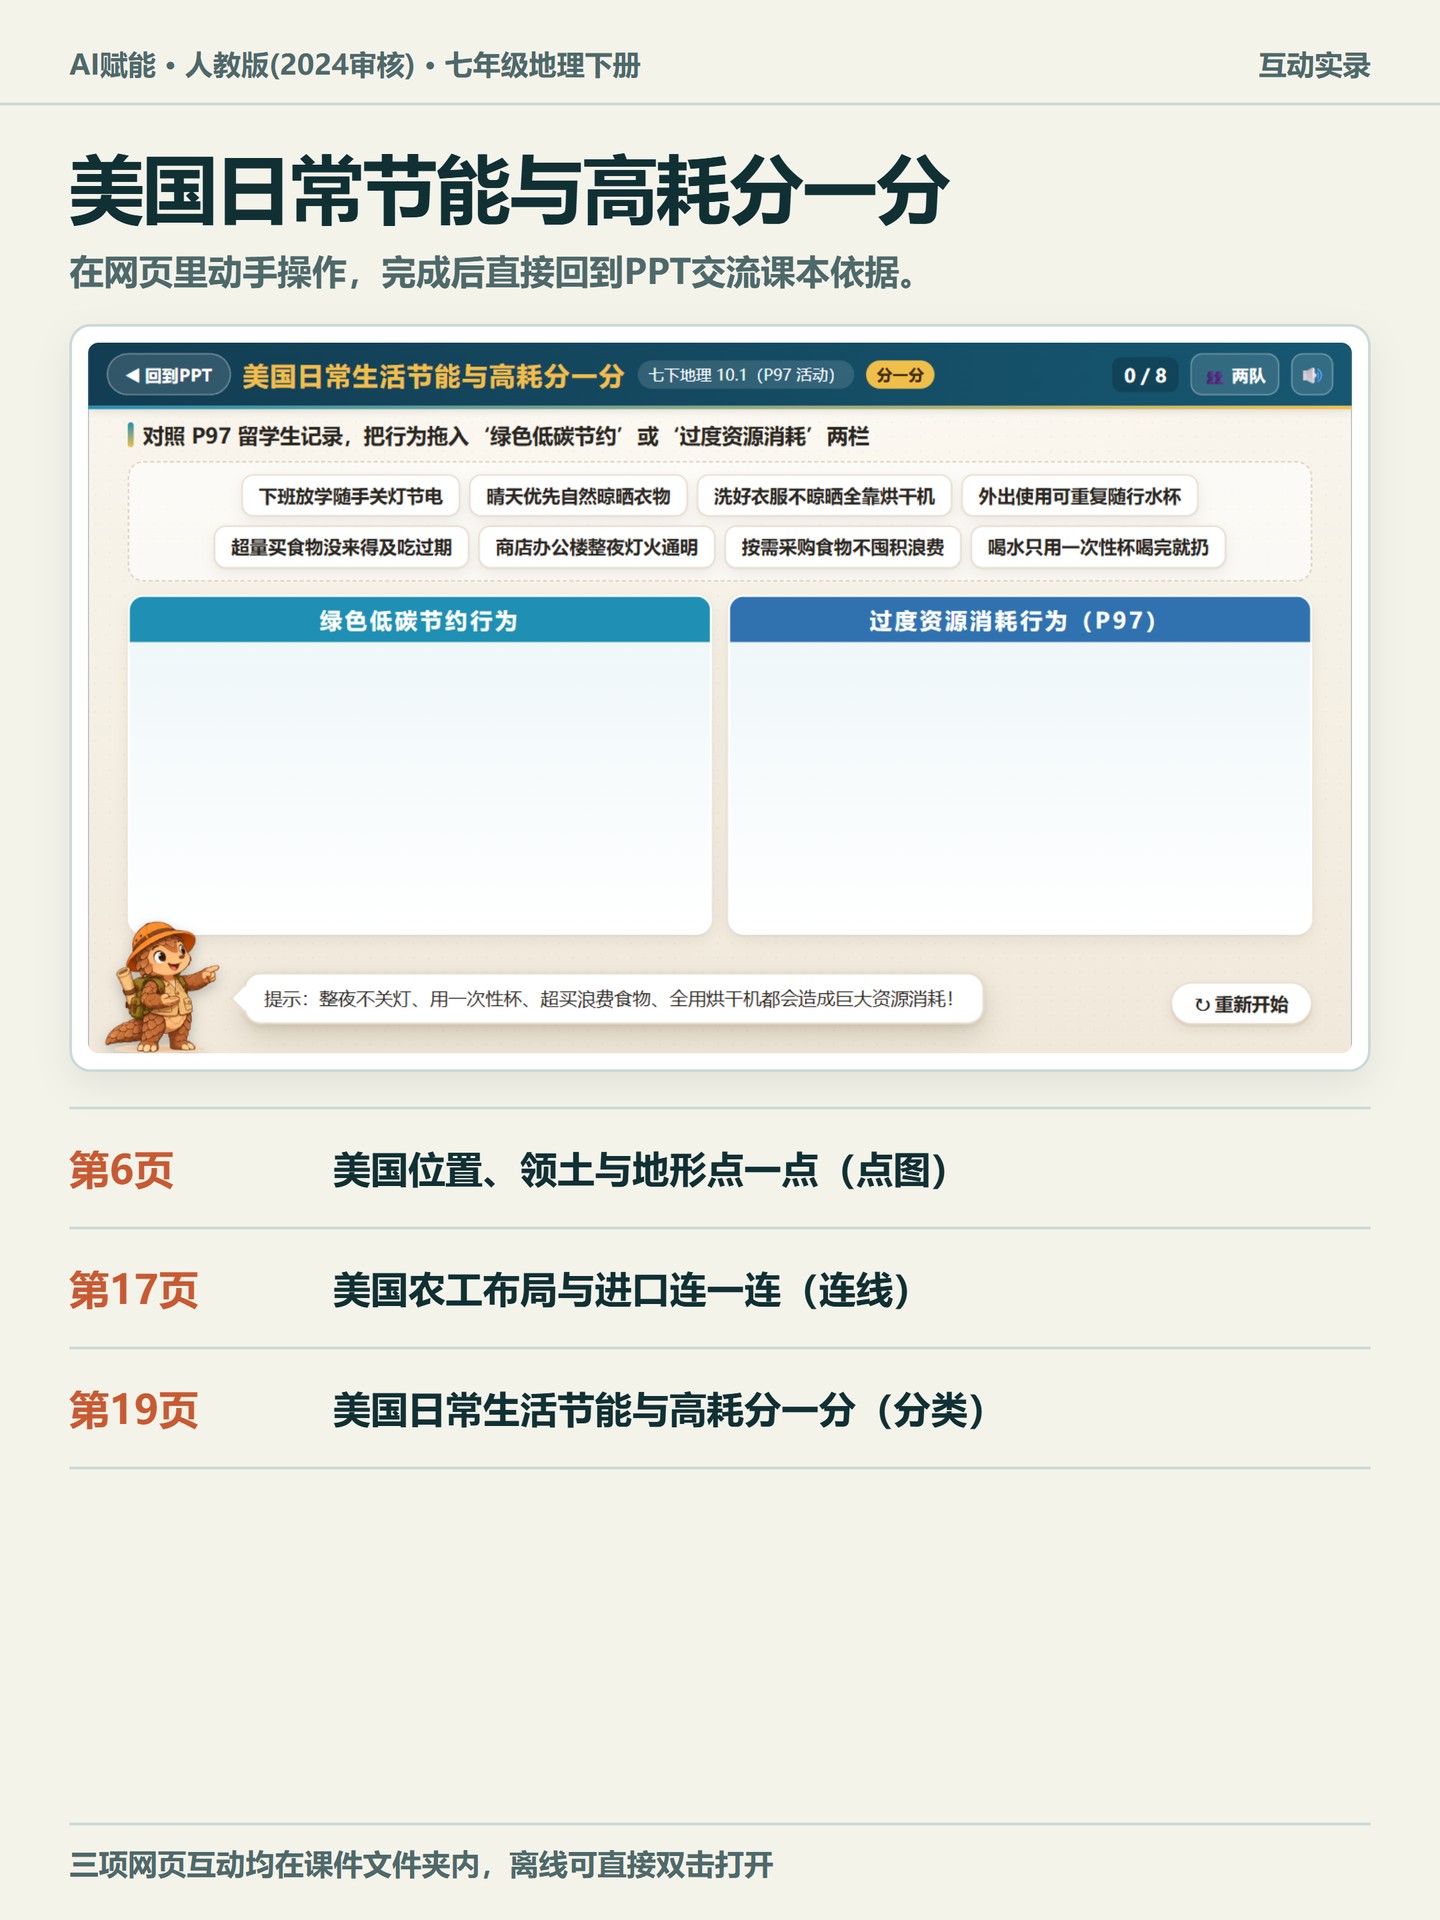 AI赋能 • 人教版(2024审核) • 七年级地理下册
互动实录
美国日常节能与高耗分一分
在网页里动手操作，完成后直接回到PPT交流课本依据。
◀ 回到PPT
美国日常生活节能与高耗分一分
七下地理 10.1（P97 活动）
分一分
0 / 8
两队
对照 P97 留学生记录，把行为拖入‘绿色低碳节约’或‘过度资源消耗’两栏
下班放学随手关灯节电
晴天优先自然晾晒衣物
洗好衣服不晾晒全靠烘干机
外出使用可重复随行水杯
超量买食物没来得及吃过期
商店办公楼整夜灯火通明
按需采购食物不囤积浪费
喝水只用一次性杯喝完就扔
绿色低碳节约行为
过度资源消耗行为（P97）
提示：整夜不关灯、用一次性杯、超买浪费食物、全用烘干机都会造成巨大资源消耗！
↻ 重新开始
第6页 美国位置、领土与地形点一点（点图）
第17页 美国农工布局与进口连一连（连线）
第19页 美国日常生活节能与高耗分一分（分类）
三项网页互动均在课件文件夹内，离线可直接双击打开